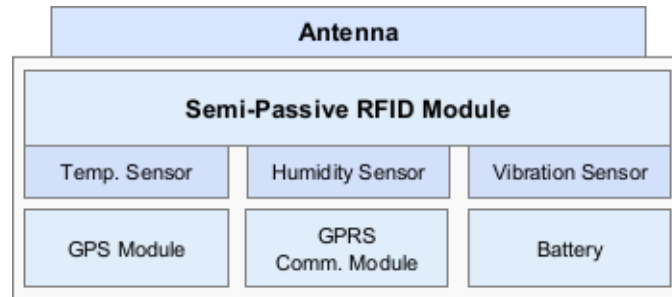 Antenna
Semi-Passive RFID Module
Temp. Sensor
Humidity Sensor
Vibration Sensor
GPS Module
GPRS
Comm. Module
Battery